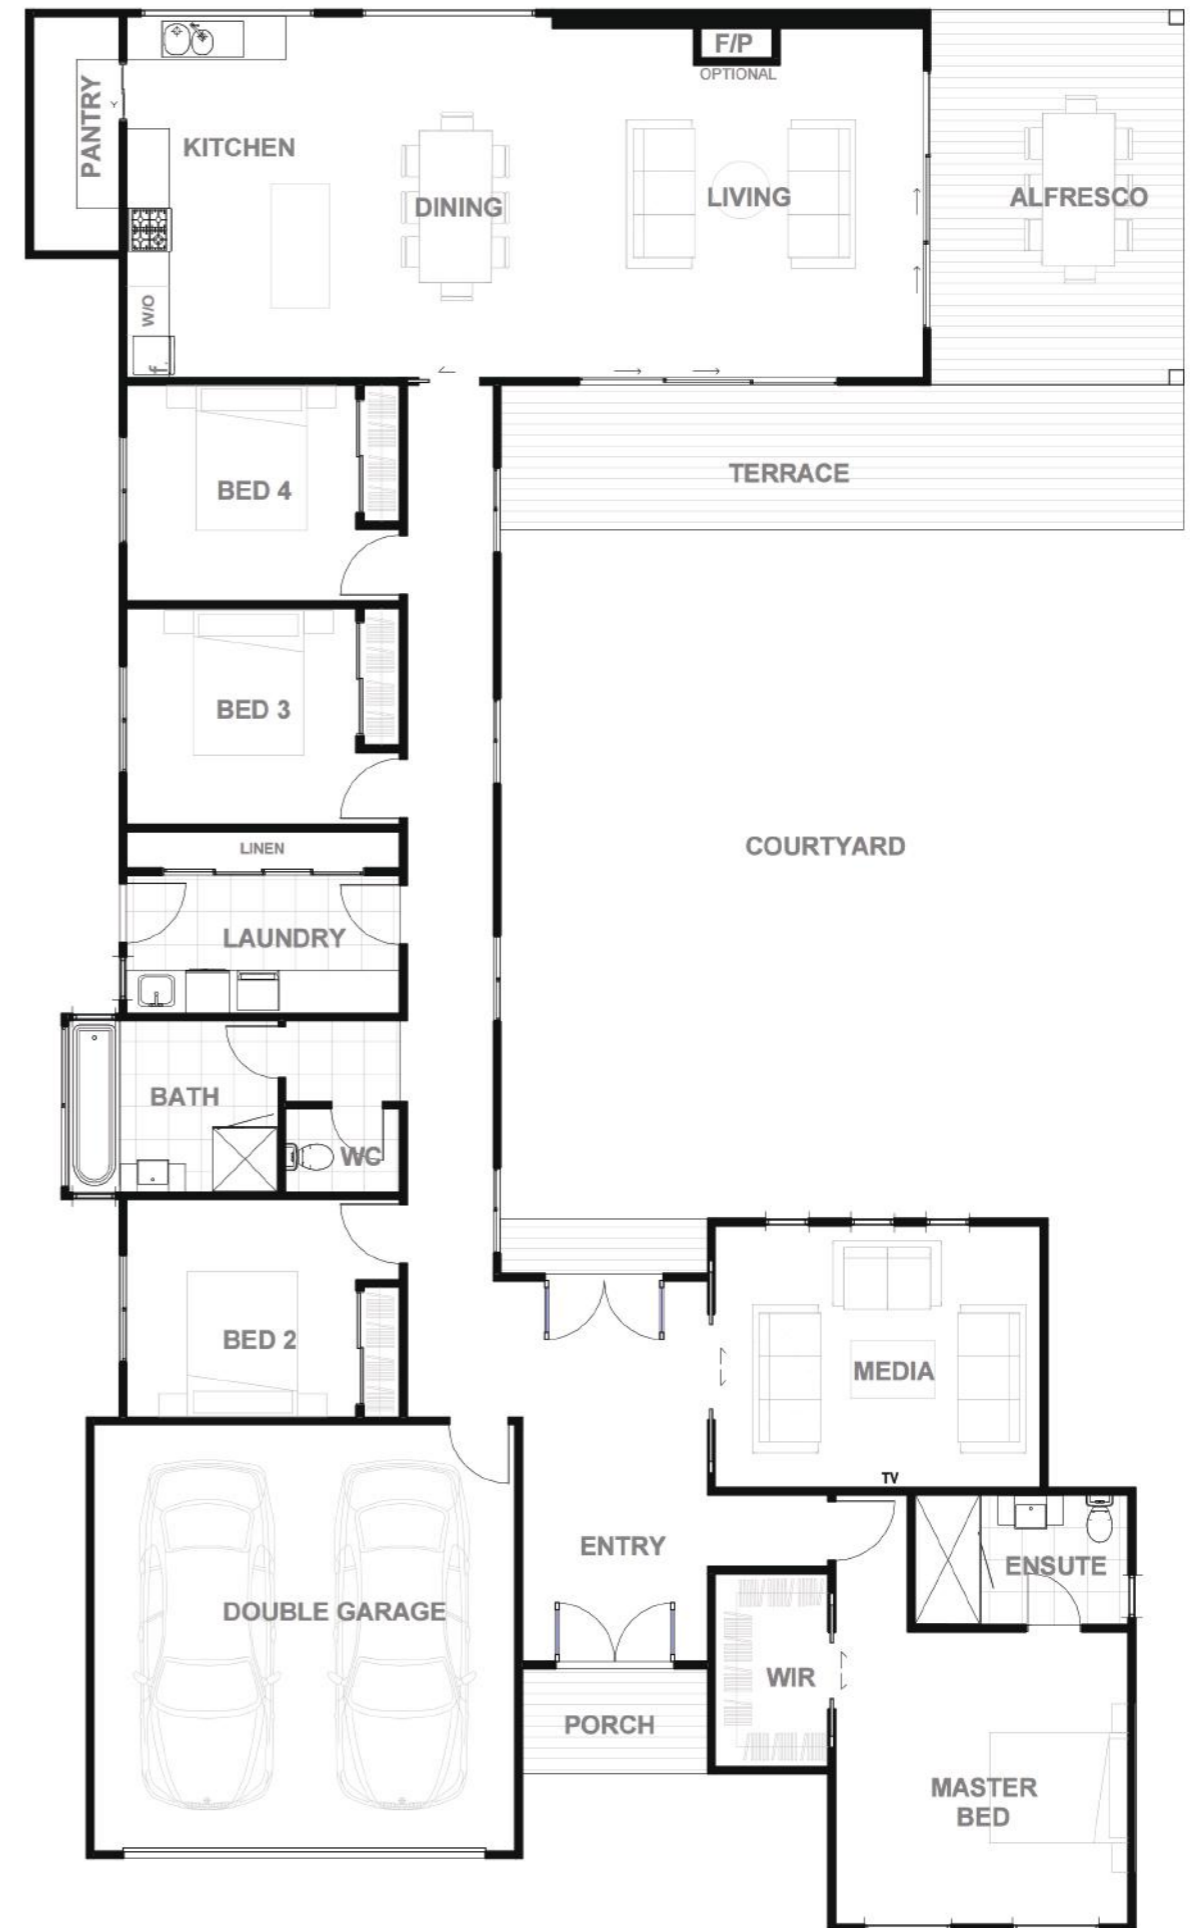 F/P
OPTIONAL
PANTRY
KITCHEN
DINING
LIVING
ALFRESCO
W/O
f.
BED 4
TERRACE
BED 3
LINEN
COURTYARD
LAUNDRY
BATH
WC
BED 2
MEDIA
TV
ENTRY
ENSUTE
DOUBLE GARAGE
WIR
PORCH
MASTER
BED